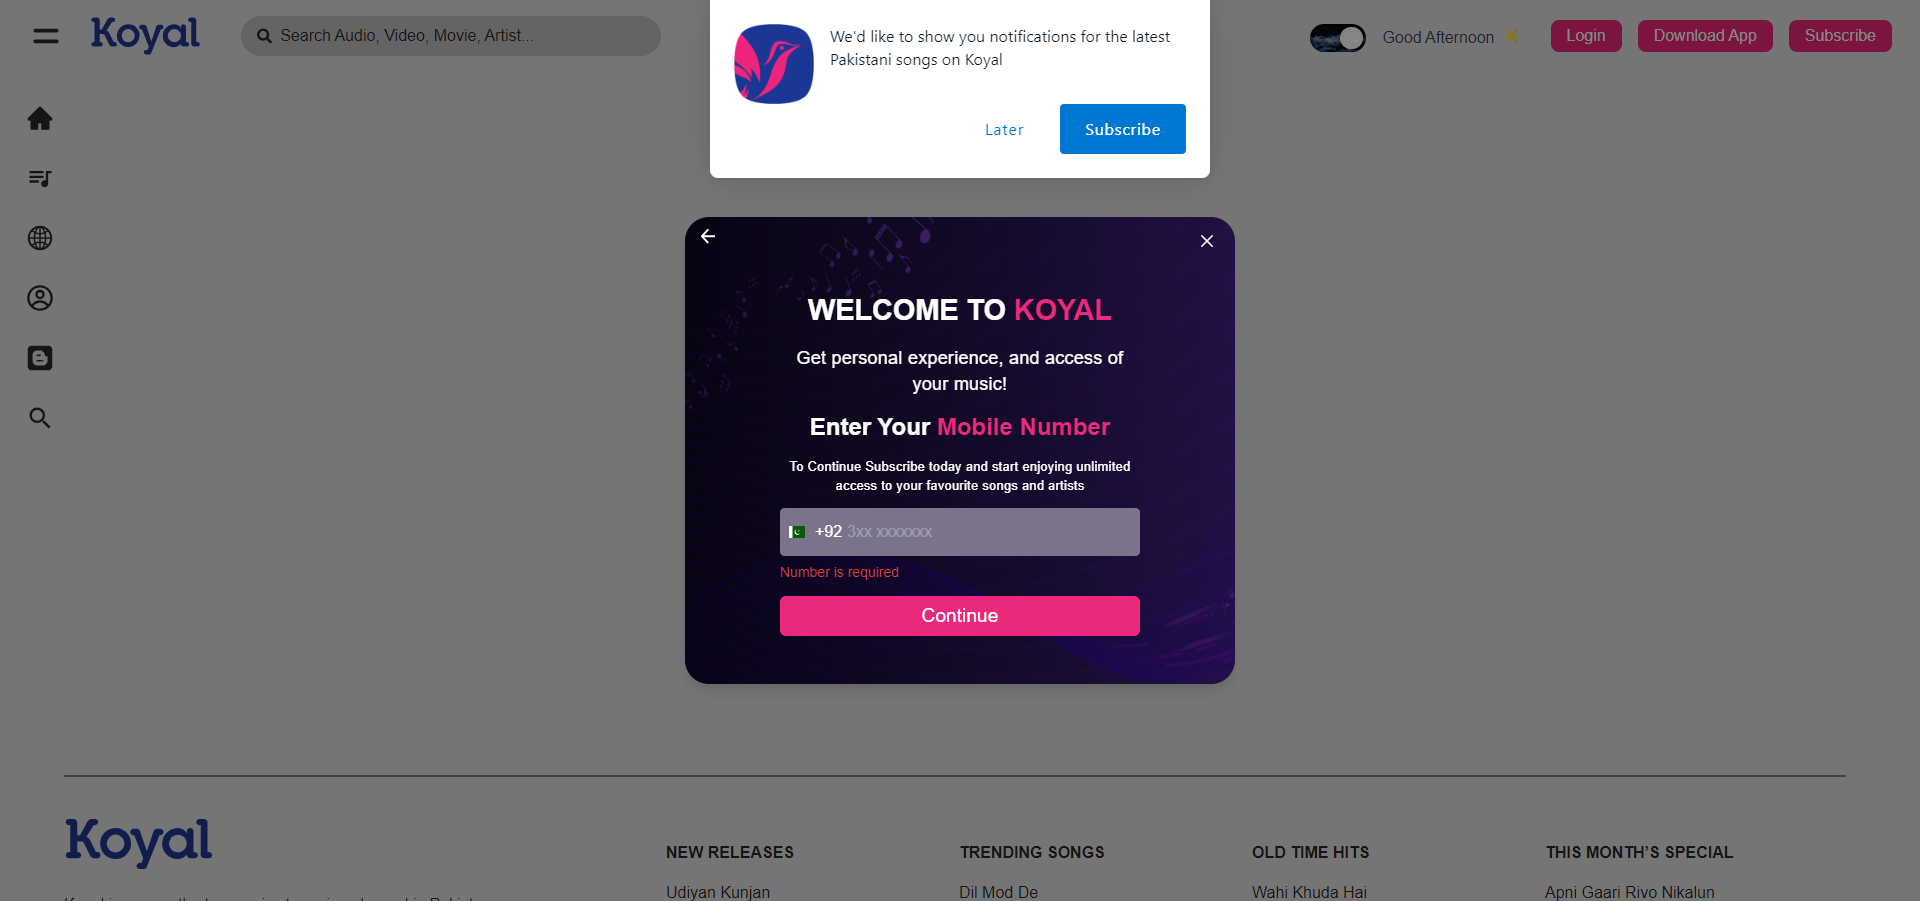 Koyal
Search Audio, Video, Movie, Artist...
We'd like to show you notifications for the latest
Pakistani songs on Koyal
Later
Subscribe
Good Afternoon
Login
Download App
Subscribe
WELCOME TO KOYAL
Get personal experience, and access of
your music!
Enter Your Mobile Number
To Continue Subscribe today and start enjoying unlimited
access to your favourite songs and artists
+92 3xx xxxxxxx
Number is required
Continue
Koyal
NEW RELEASES
Udiyan Kunjan
TRENDING SONGS
Dil Mod De
OLD TIME HITS
Wahi Khuda Hai
THIS MONTH'S SPECIAL
Apni Gaari Rivo Nikalun